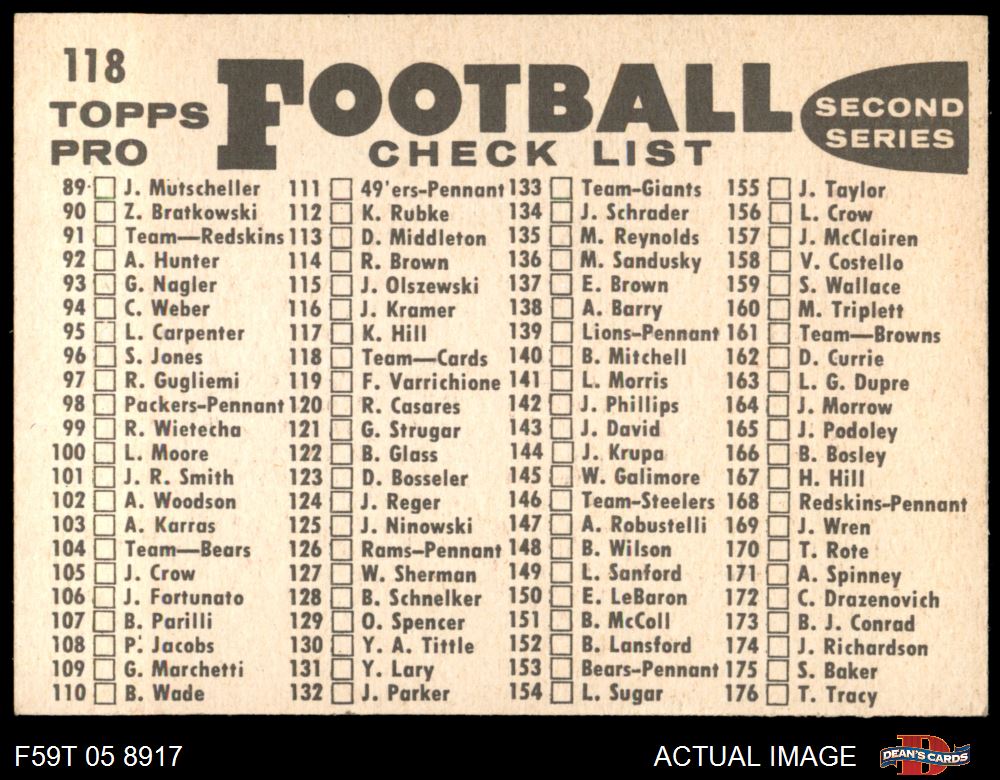 118
TOPPS
PRO
FOOTBALL
CHECK LIST
SECOND
SERIES
89 J. Mutscheller
90 Z. Bratkowski
91 Team—Redskins
92 A. Hunter
93 G. Nagler
94 C. Weber
95 L. Carpenter
96 S. Jones
97 R. Gugliemi
98 Packers-Pennant
99 R. Wietecha
100 L. Moore
101 J. R. Smith
102 A. Woodson
103 A. Karras
104 Team—Bears
105 J. Crow
106 J. Fortunato
107 B. Parilli
108 P. Jacobs
109 G. Marchetti
110 B. Wade
111 49'ers-Pennant
112 K. Rubke
113 D. Middleton
114 R. Brown
115 J. Olszewski
116 J. Kramer
117 K. Hill
118 Team—Cards
119 F. Varrichione
120 R. Casares
121 G. Strugar
122 B. Glass
123 D. Bosseler
124 J. Reger
125 J. Ninowski
126 Rams-Pennant
127 W. Sherman
128 B. Schnelker
129 O. Spencer
130 Y. A. Tittle
131 Y. Lary
132 J. Parker
133 Team-Giants
134 J. Schrader
135 M. Reynolds
136 M. Sandusky
137 E. Brown
138 A. Barry
139 Lions-Pennant
140 B. Mitchell
141 L. Morris
142 J. Phillips
143 J. David
144 J. Krupa
145 W. Galimore
146 Team-Steelers
147 A. Robustelli
148 B. Wilson
149 L. Sanford
150 E. LeBaron
151 B. McColl
152 B. Lansford
153 Bears-Pennant
154 L. Sugar
155 J. Taylor
156 L. Crow
157 J. McClairen
158 V. Costello
159 S. Wallace
160 M. Triplett
161 Team—Browns
162 D. Currie
163 L. G. Dupre
164 J. Morrow
165 J. Podoley
166 B. Bosley
167 H. Hill
168 Redskins-Pennant
169 J. Wren
170 T. Rote
171 A. Spinney
172 C. Drazenovich
173 B. J. Conrad
174 J. Richardson
175 S. Baker
176 T. Tracy
F59T 05 8917
ACTUAL IMAGE
DEAN'S CARDS